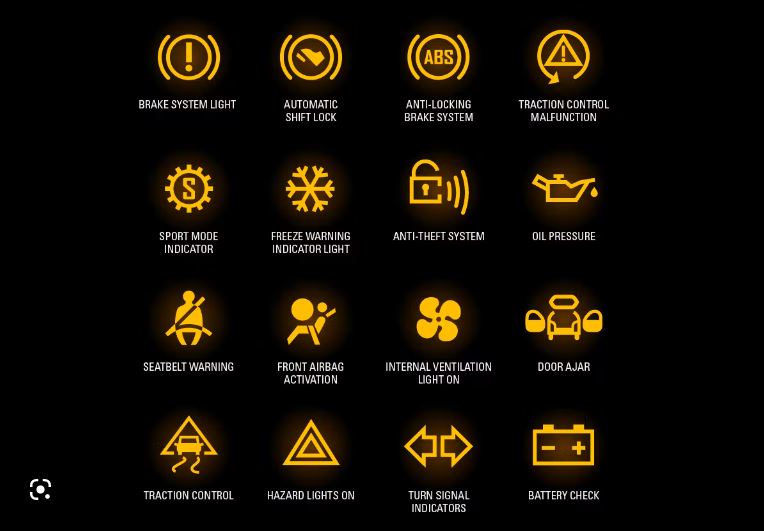 ABS
BRAKE SYSTEM LIGHT
AUTOMATIC
SHIFT LOCK
ANTI-LOCKING
BRAKE SYSTEM
TRACTION CONTROL
MALFUNCTION
S
SPORT MODE
INDICATOR
FREEZE WARNING
INDICATOR LIGHT
ANTI-THEFT SYSTEM
OIL PRESSURE
SEATBELT WARNING
FRONT AIRBAG
ACTIVATION
INTERNAL VENTILATION
LIGHT ON
DOOR AJAR
TRACTION CONTROL
HAZARD LIGHTS ON
TURN SIGNAL
INDICATORS
BATTERY CHECK